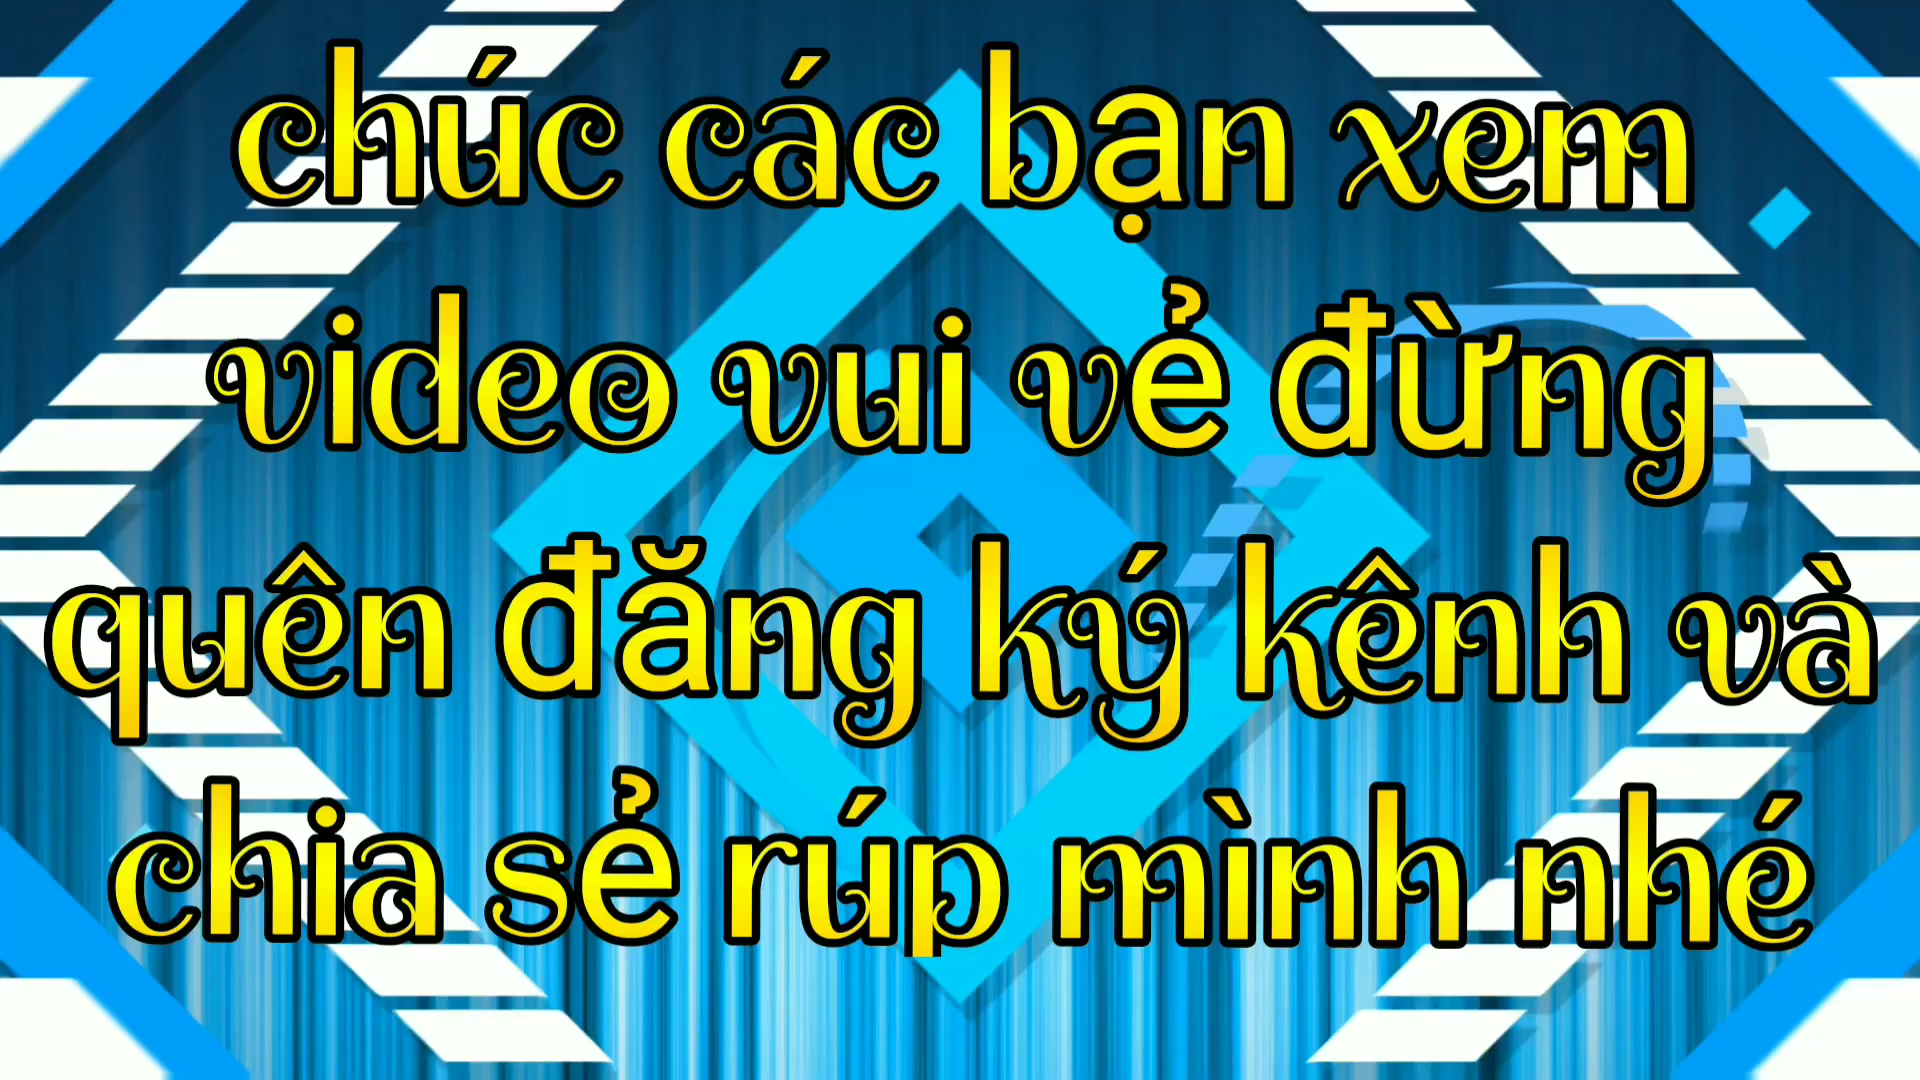 chúc các bạn xem
video vui vẻ đừng
quên đăng ký kênh và
chia sẻ rúp mình nhé